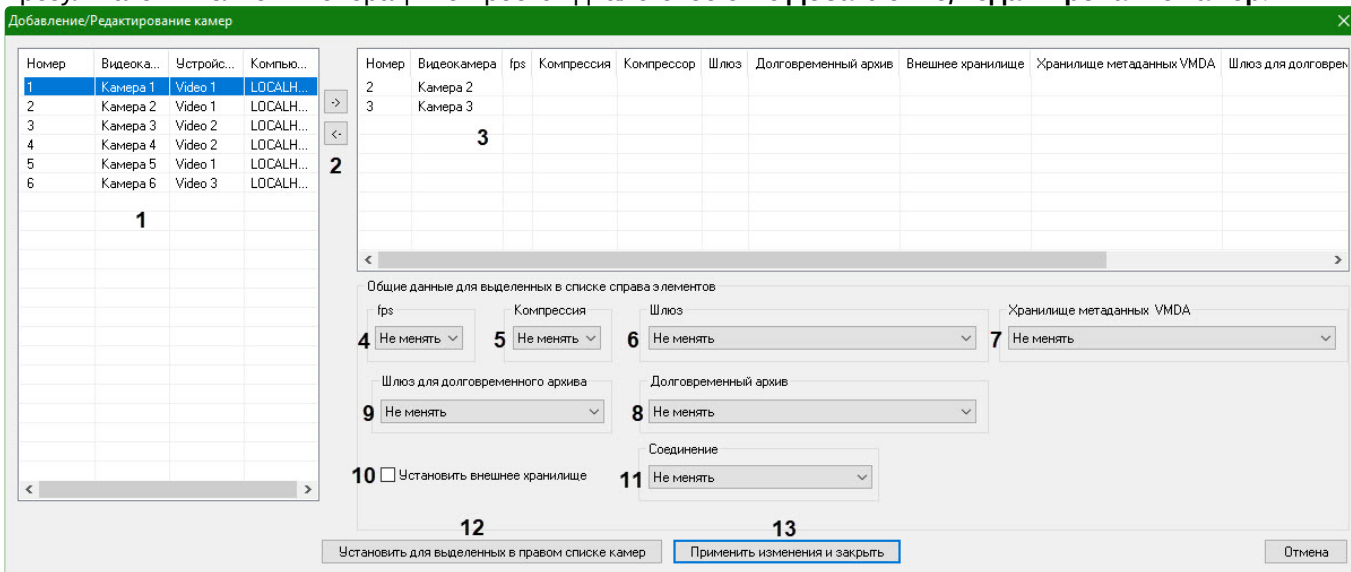 Добавление/Редактирование камер
Номер Видеока... Устройс... Компью...
1 Камера 1 Video 1 LOCALH...
2 Камера 2 Video 1 LOCALH...
3 Камера 3 Video 2 LOCALH...
4 Камера 4 Video 2 LOCALH...
5 Камера 5 Video 1 LOCALH...
6 Камера 6 Video 3 LOCALH...
1
->
<-
2
Номер Видеокамера fps Компрессия Компрессор Шлюз Долговременный архив Внешнее хранилище Хранилище метаданных VMDA Шлюз для долговрем
2 Камера 2
3 Камера 3
3
Общие данные для выделенных в списке справа элементов
fps Компрессия Шлюз Хранилище метаданных VMDA
4 Не менять 5 Не менять 6 Не менять 7 Не менять
Шлюз для долговременного архива Долговременный архив
9 Не менять 8 Не менять
Соединение
10 Установить внешнее хранилище 11 Не менять
12 13
Установить для выделенных в правом списке камер Применить изменения и закрыть Отмена